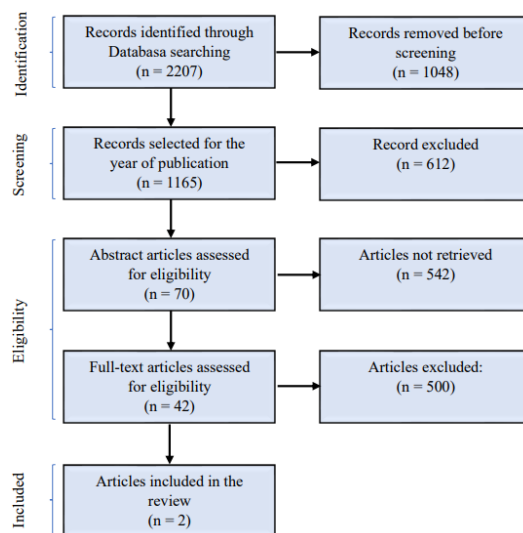 Identification
Records identified through
Databasa searching
(n = 2207)
Records removed before
screening
(n = 1048)
Screening
Records selected for the
year of publication
(n = 1165)
Record excluded
(n = 612)
Eligibility
Abstract articles assessed
for eligibility
(n = 70)
Articles not retrieved
(n = 542)
Full-text articles assessed
for eligibility
(n = 42)
Articles excluded:
(n = 500)
Included
Articles included in the
review
(n = 2)